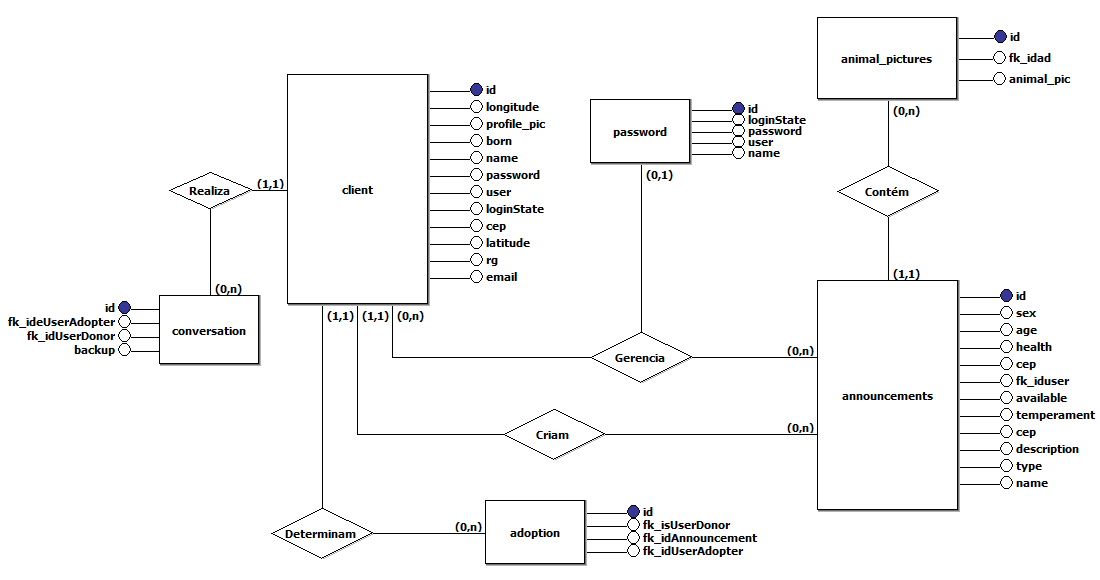 animal_pictures
id
fk_idad
animal_pic
(0,n)
Contém
(1,1)
client
id
longitude
profile_pic
born
name
password
user
loginState
cep
latitude
rg
email
password
id
loginState
password
user
name
(0,1)
Realiza
(1,1)
(0,n)
id
fk_ideUserAdopter
fk_idUserDonor
backup
conversation
(1,1)
(1,1)
(0,n)
Gerencia
(0,n)
announcements
id
sex
age
health
cep
fk_iduser
available
temperament
cep
description
type
name
Criam
(0,n)
Determinam
(0,n)
adoption
id
fk_isUserDonor
fk_idAnnouncement
fk_idUserAdopter